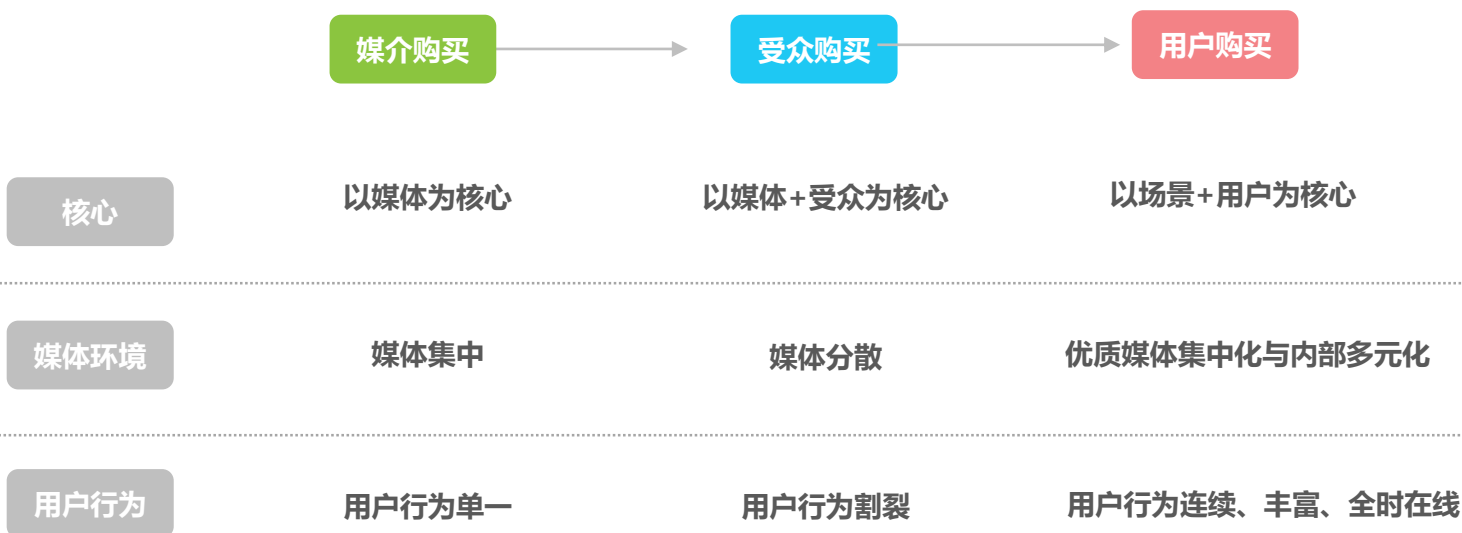 媒介购买 受众购买 用户购买
核心 以媒体为核心 以媒体+受众为核心 以场景+用户为核心
媒体环境 媒体集中 媒体分散 优质媒体集中化与内部多元化
用户行为 用户行为单一 用户行为割裂 用户行为连续、丰富、全时在线